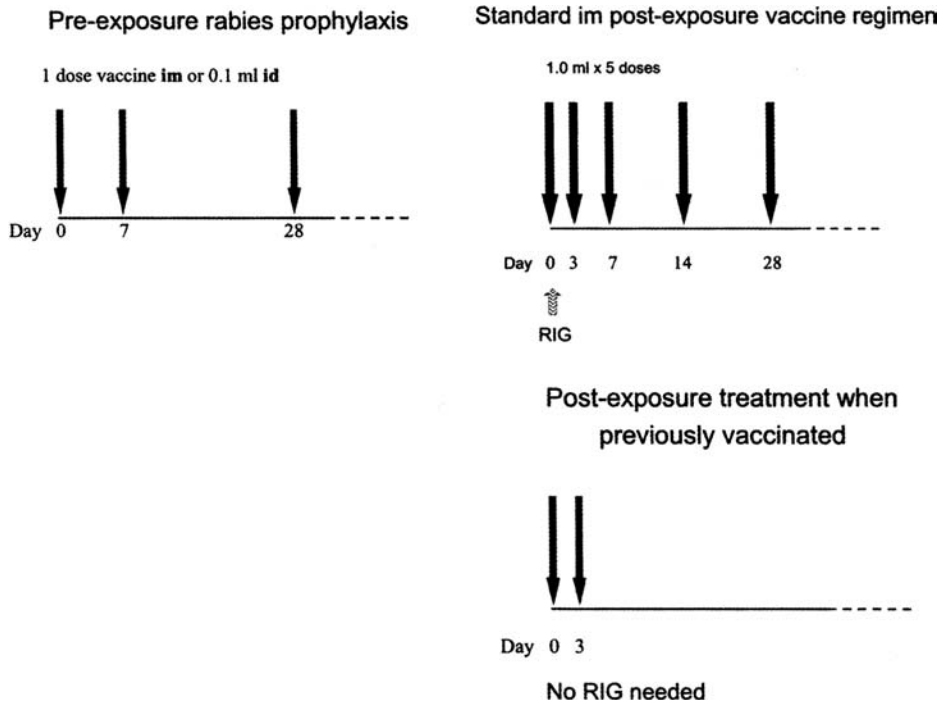 Pre-exposure rabies prophylaxis
1 dose vaccine im or 0.1 ml id
Day 0 7 28
Standard im post-exposure vaccine regimen
1.0 ml x 5 doses
Day 0 3 7 14 28
RIG
Post-exposure treatment when
previously vaccinated
Day 0 3
No RIG needed